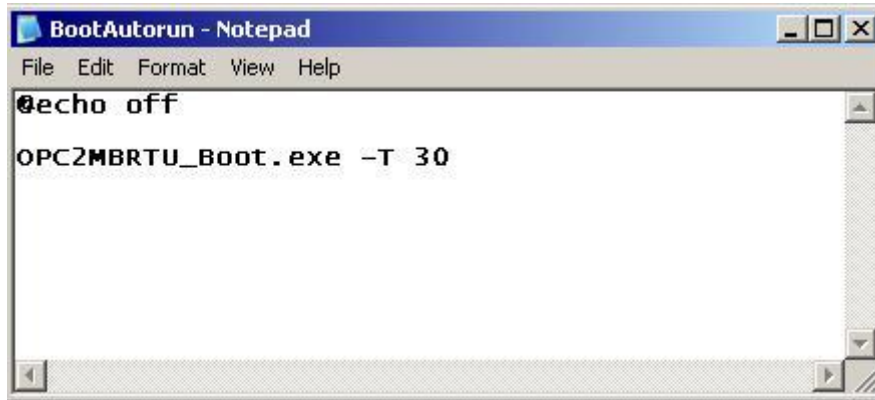 BootAutorun - Notepad
File Edit Format View Help
@echo off
OPC2MBRTU_Boot.exe -T 30